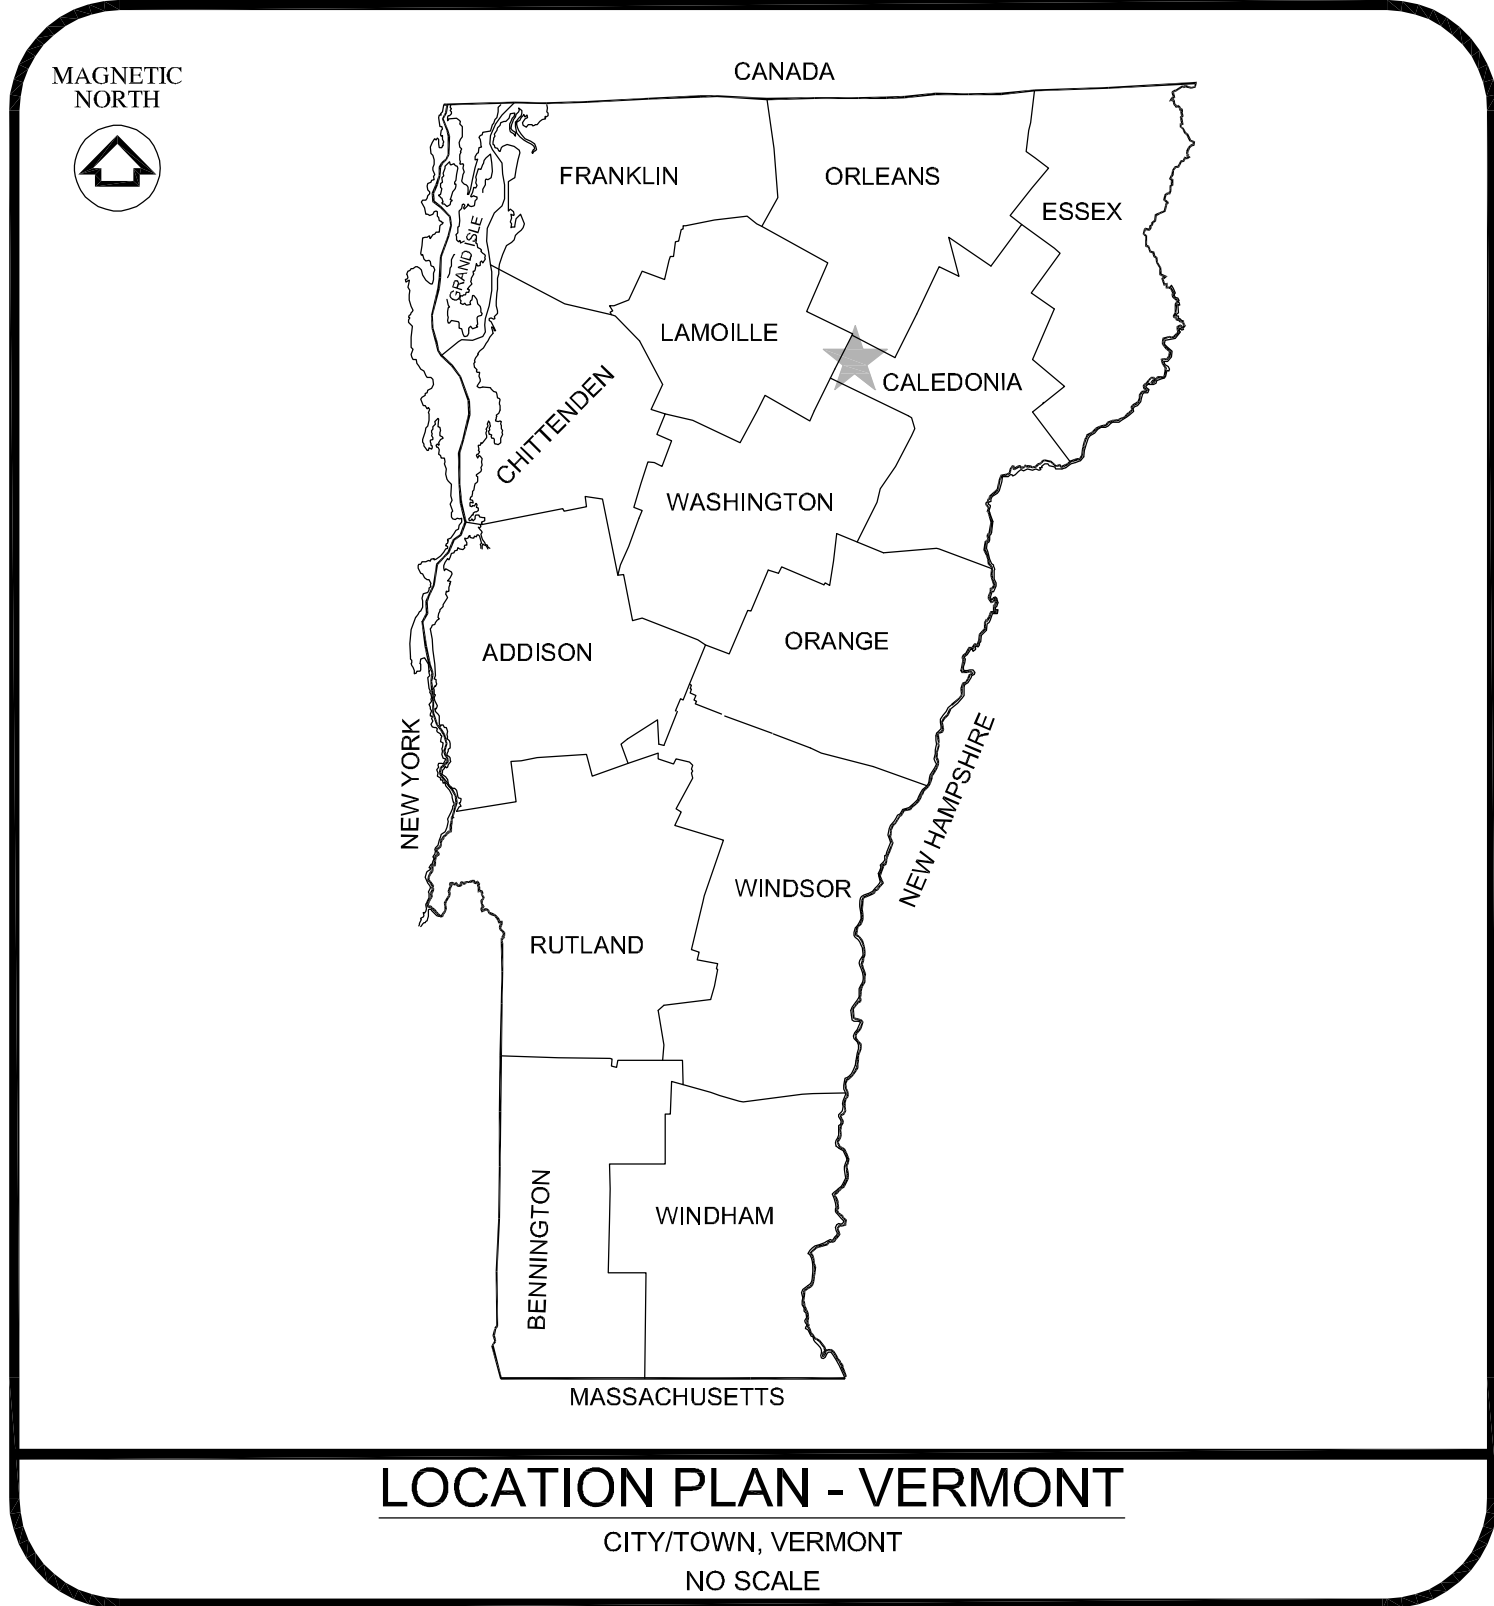 MAGNETIC
NORTH
CANADA
FRANKLIN
ORLEANS
ESSEX
GRAND ISLE
LAMOILLE
CALEDONIA
CHITTENDEN
WASHINGTON
ORANGE
ADDISON
NEW YORK
NEW HAMPSHIRE
WINDSOR
RUTLAND
BENNINGTON
WINDHAM
MASSACHUSETTS
LOCATION PLAN - VERMONT
CITY/TOWN, VERMONT
NO SCALE